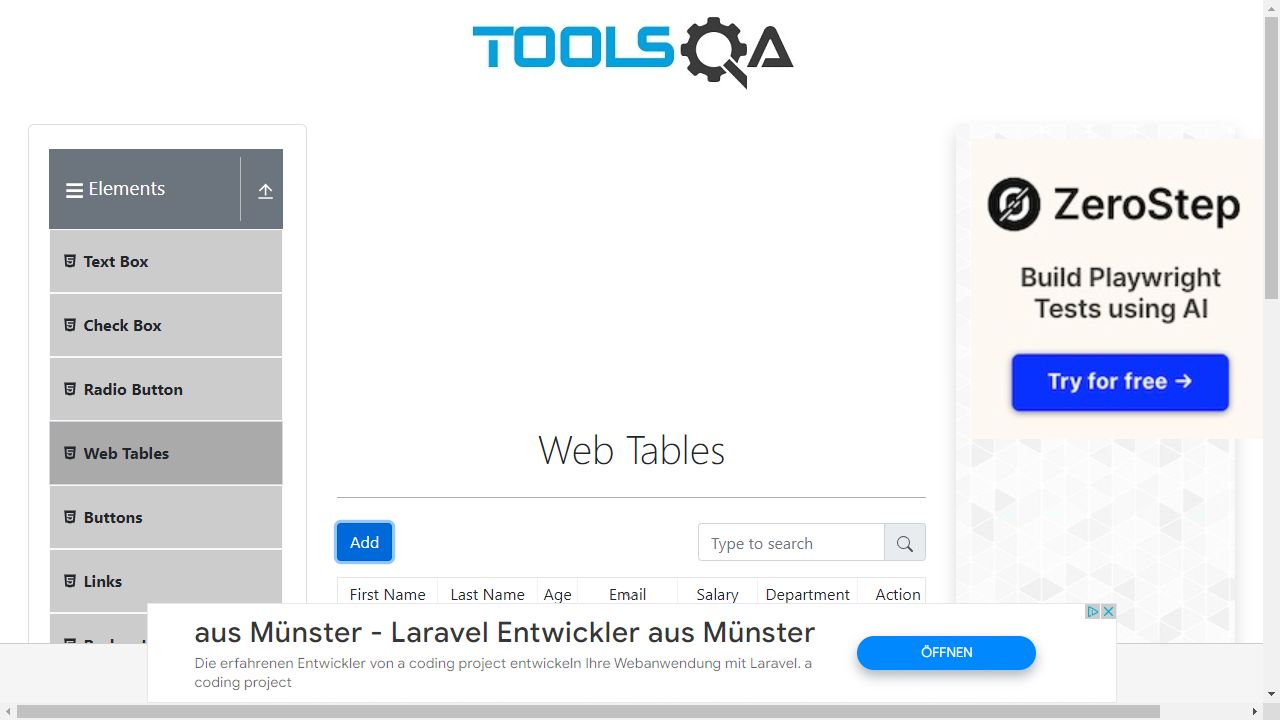 TOOLSQA
Elements
Text Box
Check Box
Radio Button
Web Tables
Buttons
Links
ZeroStep
Build Playwright
Tests using AI
Try for free →
Web Tables
Add
Type to search
First Name Last Name Age Email Salary Department Action
aus Münster - Laravel Entwickler aus Münster
Die erfahrenen Entwickler von a coding project entwickeln Ihre Webanwendung mit Laravel. a
coding project
ÖFFNEN